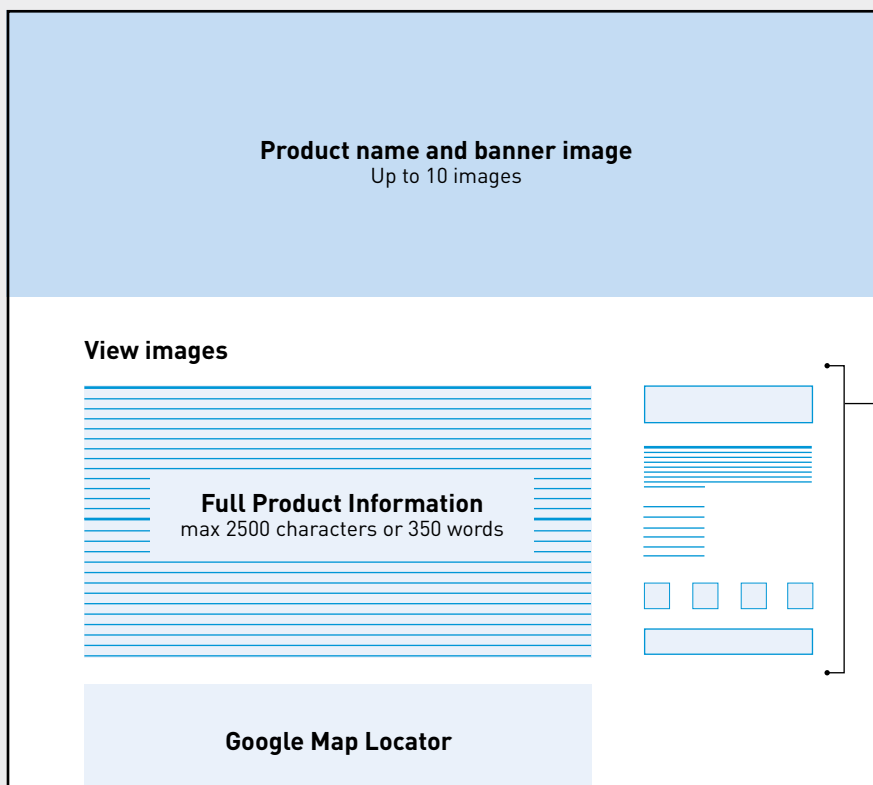 Product name and banner image
Up to 10 images
View images
Full Product Information
max 2500 characters or 350 words
Google Map Locator